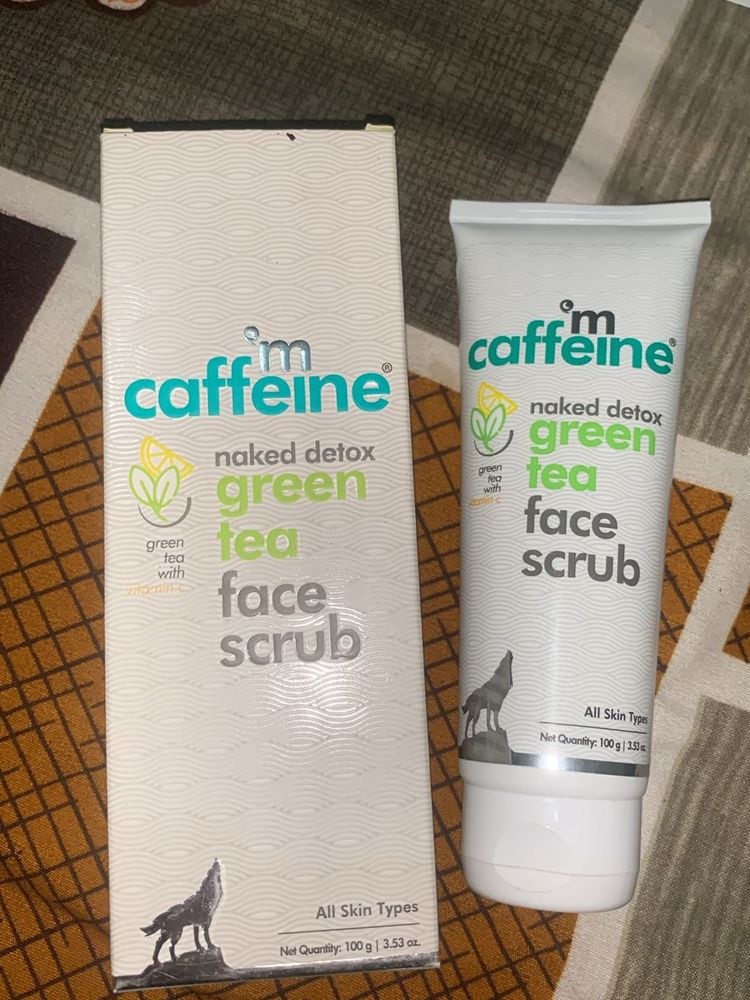 'm
caffeine®
naked detox
green
tea
face
scrub
green
tea
with
vitamin c
All Skin Types
Net Quantity: 100 g | 3.53 oz.
'm
caffeine®
naked detox
green
tea
face
scrub
green
tea
with
vitamin c
All Skin Types
Net Quantity: 100 g | 3.53 oz.